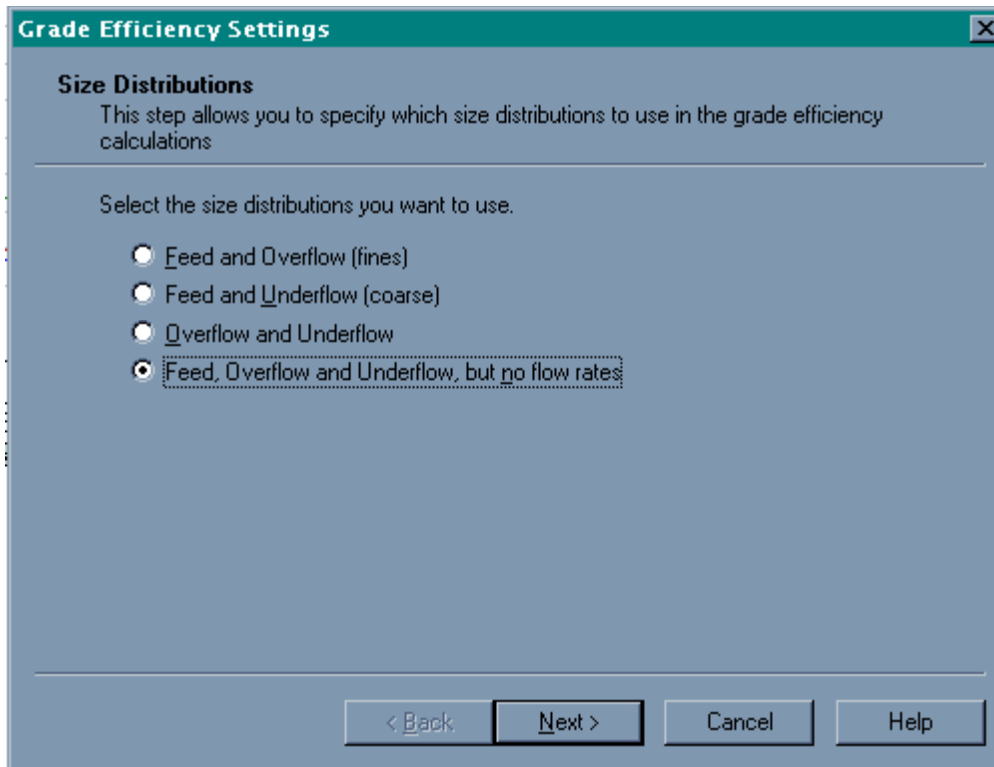 Grade Efficiency Settings
Size Distributions
This step allows you to specify which size distributions to use in the grade efficiency
calculations
Select the size distributions you want to use.
Feed and Overflow (fines)
Feed and Underflow (coarse)
Overflow and Underflow
Feed, Overflow and Underflow, but no flow rates
< Back Next > Cancel Help